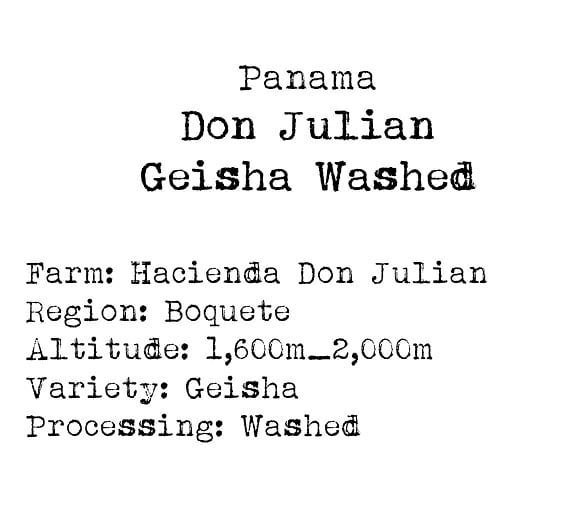 Panama
Don Julian
Geisha Washed
Farm: Hacienda Don Julian
Region: Boquete
Altitude: 1,600m_2,000m
Variety: Geisha
Processing: Washed